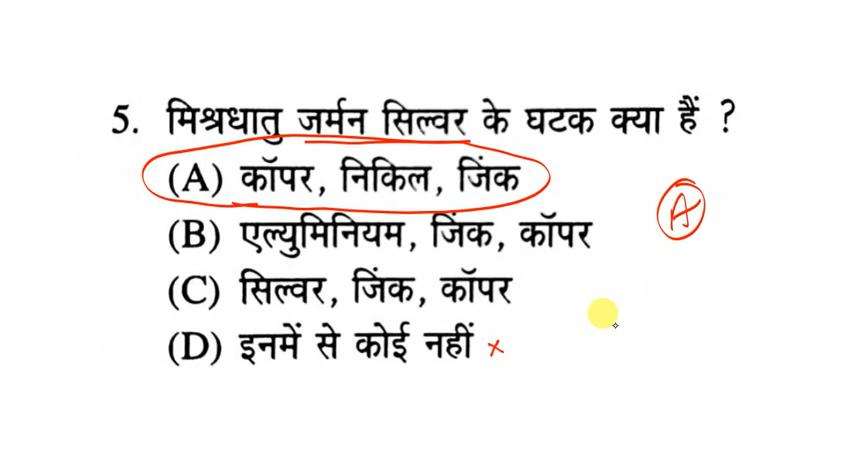 5. मिश्रधातु जर्मन सिल्वर के घटक क्या हैं ?
(A) कॉपर, निकिल, जिंक
A
(B) एल्युमिनियम, जिंक, कॉपर
(C) सिल्वर, जिंक, कॉपर
(D) इनमें से कोई नहीं ×